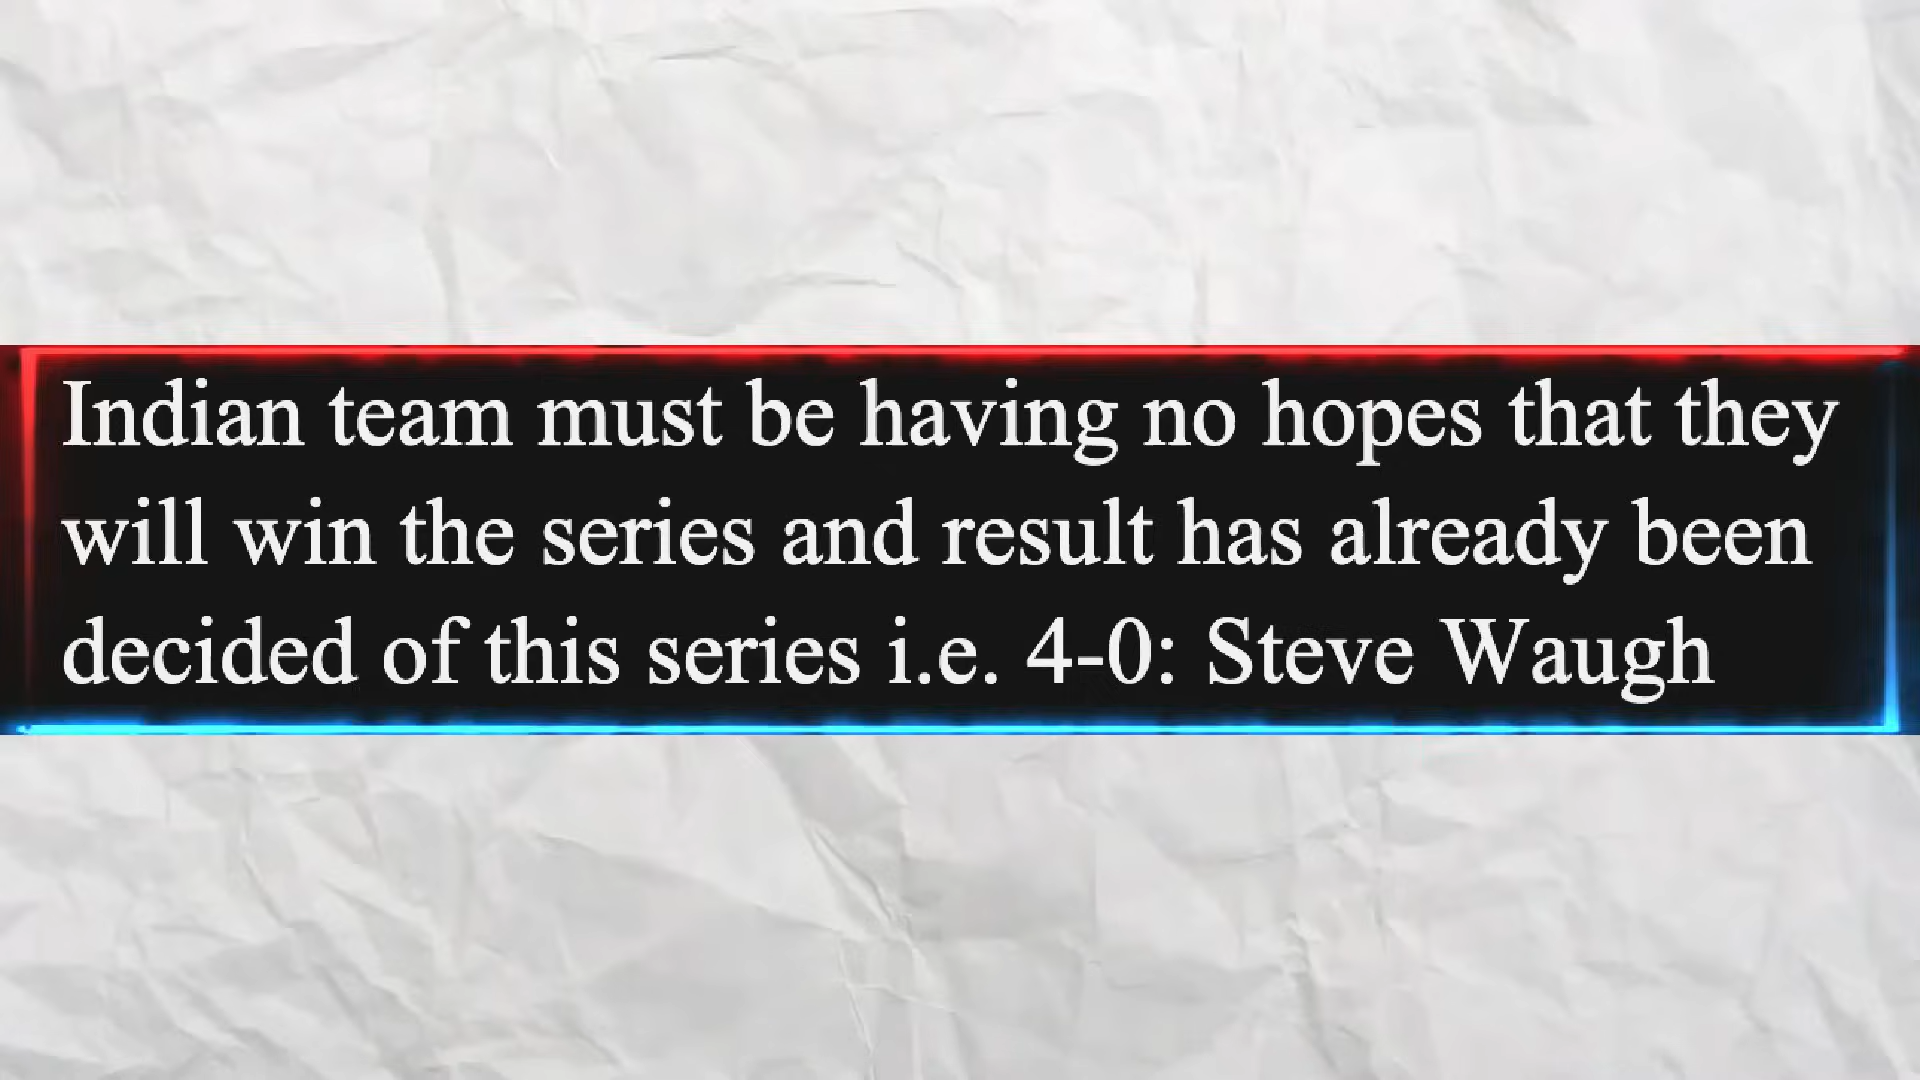 Indian team must be having no hopes that they
will win the series and result has already been
decided of this series i.e. 4-0: Steve Waugh